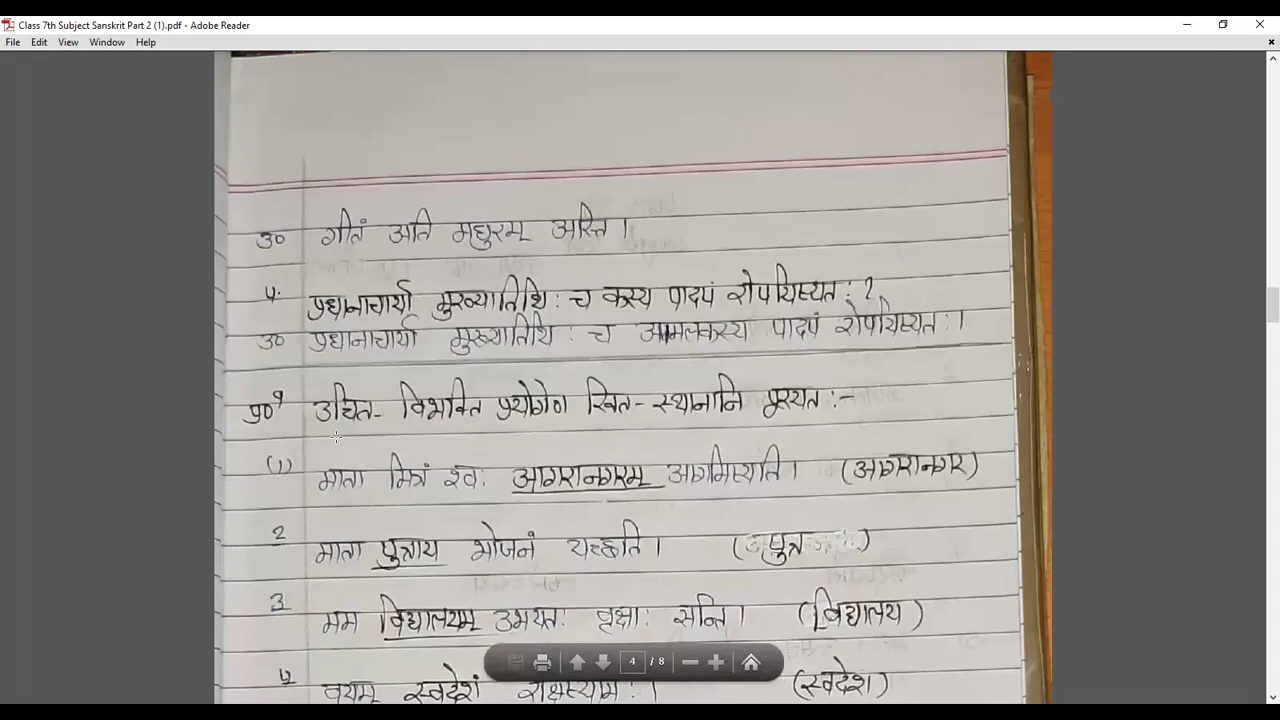 Class 7th Subject Sanskrit Part 2 (1).pdf - Adobe Reader
File Edit View Window Help
उ० गीतं अति मधुरम् अस्ति ।
५. प्रधानाचार्या मुख्यातिथि: च कस्य पादपं रोपयिष्यत: ?
उ० प्रधानाचार्या मुख्यातिथि: च आमलकस्य पादपं रोपयिष्यत: ।
प्र०१ उचित- विभक्ति प्रयोगेण रिक्त- स्थानानि पूरयत :-
(1) माता मित्रं श्व: आगरानगरम् आगमिष्यति । (आगरानगर)
2 माता पुत्राय भोजनं यच्छति । (पुत्र)
3 मम विद्यालयम् उभयत: वृक्षा: सन्ति । (विद्यालय)
4 / 8
वयम् स्वदेशं रक्षिष्याम: । (स्वदेश)